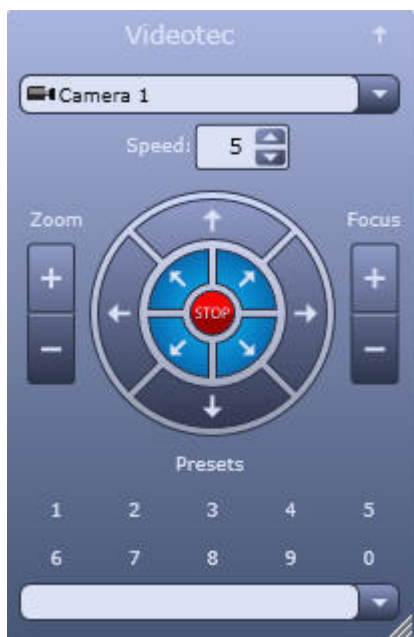 Videotec
Camera 1
Speed: 5
Zoom
Focus
+
+
STOP
−
−
Presets
1 2 3 4 5
6 7 8 9 0